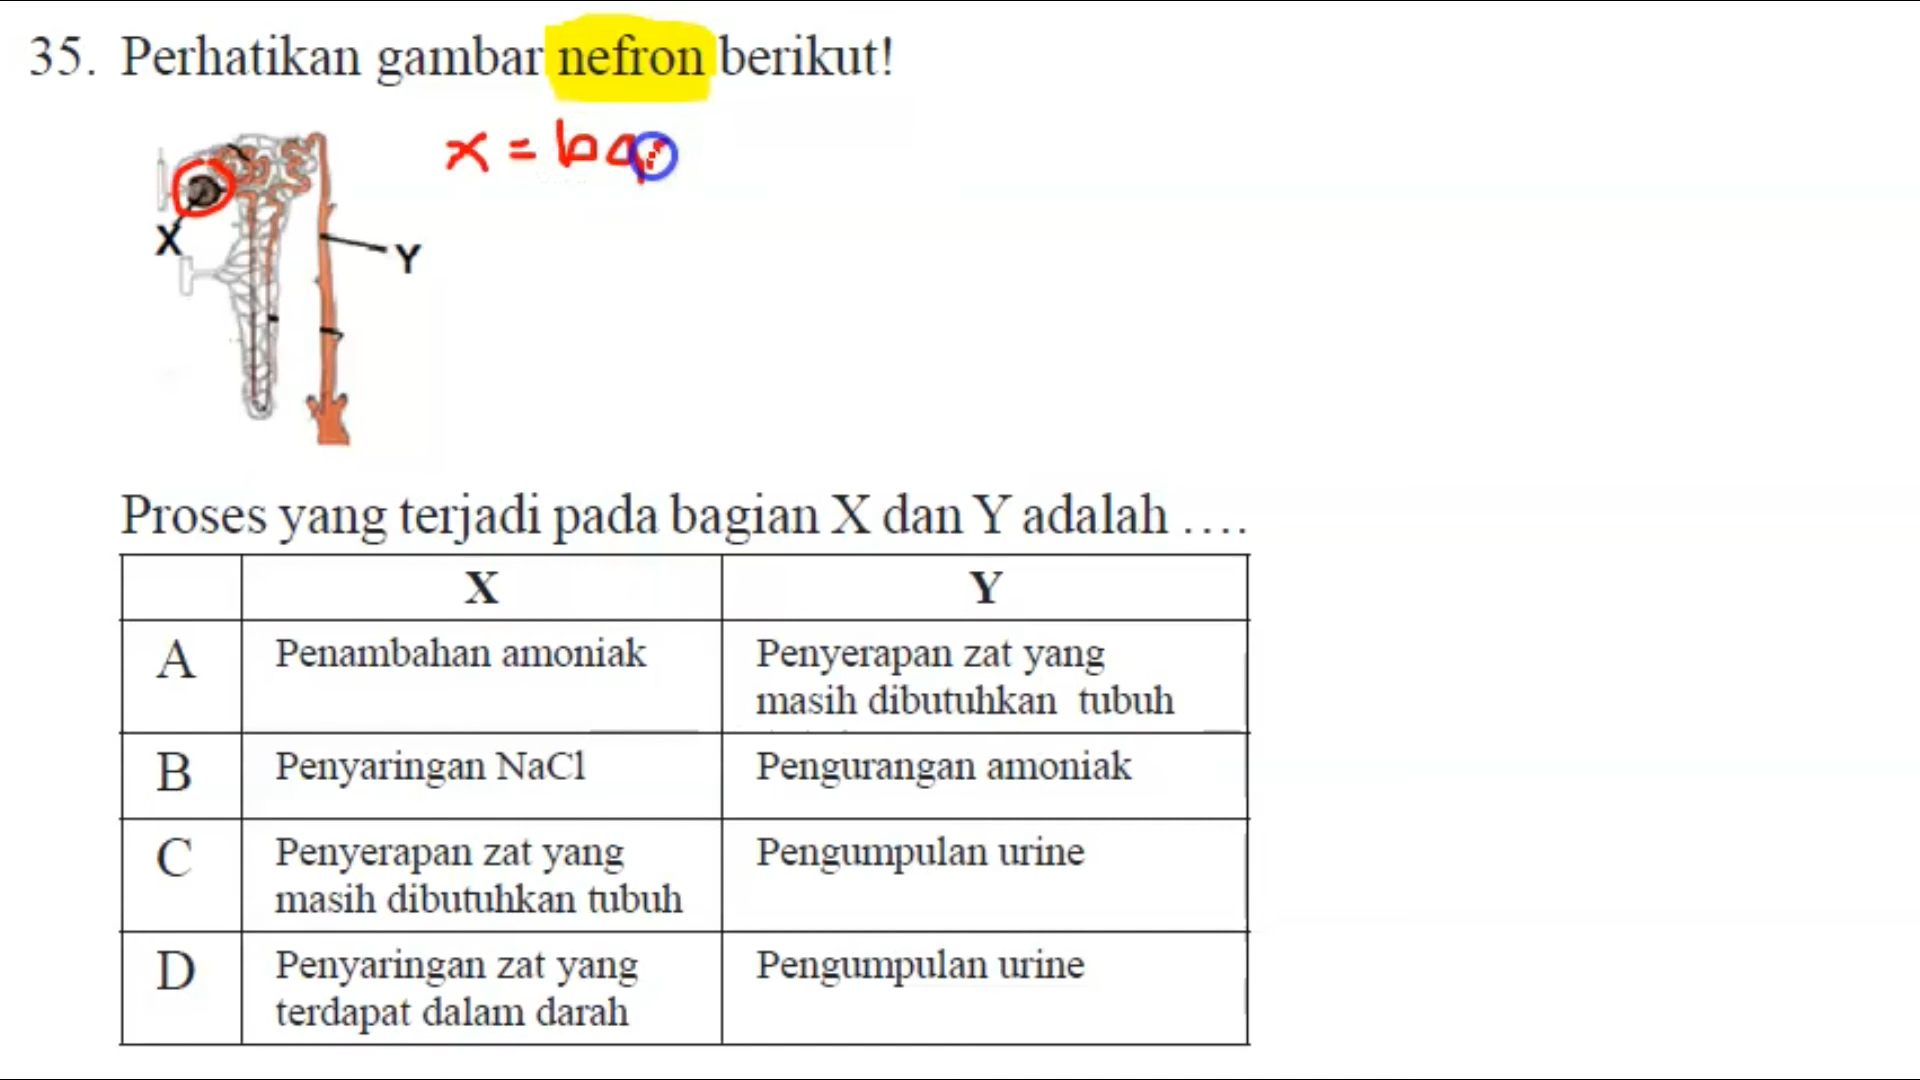 35. Perhatikan gambar nefron berikut!
x = ba
X
Y
Proses yang terjadi pada bagian X dan Y adalah ....
X Y
A Penambahan amoniak Penyerapan zat yang
masih dibutuhkan tubuh
B Penyaringan NaCl Pengurangan amoniak
C Penyerapan zat yang Pengumpulan urine
masih dibutuhkan tubuh
D Penyaringan zat yang Pengumpulan urine
terdapat dalam darah